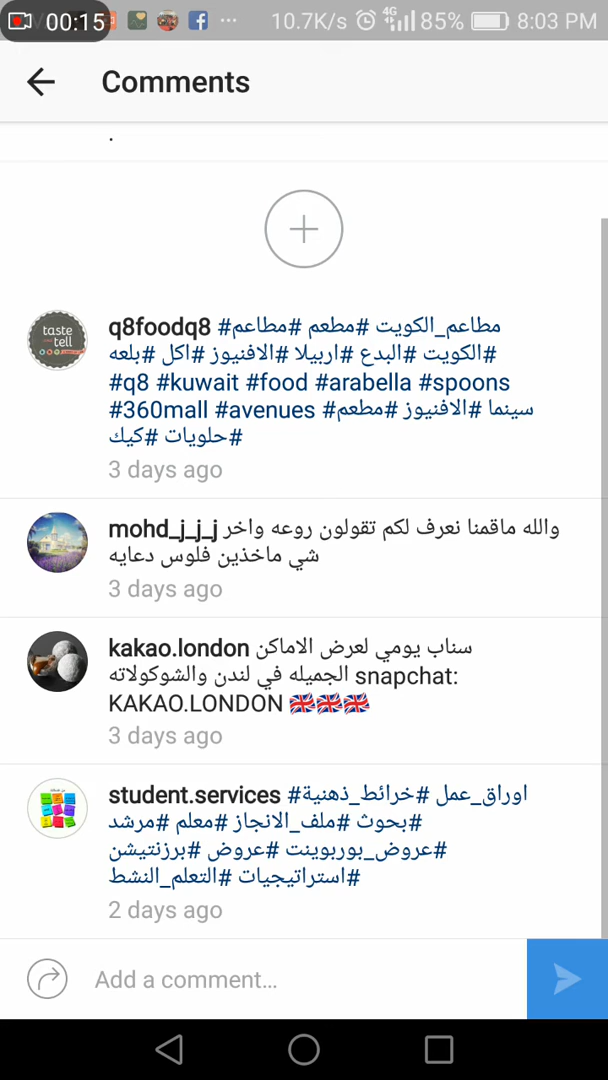 00:15
10.7K/s 4G 85% 8:03 PM
Comments
.
taste
tell
q8foodq8 #مطاعم_الكويت #مطعم #مطاعم
#الكويت #البدع #اربيلا #الافنيوز #اكل #بلعه
#q8 #kuwait #food #arabella #spoons
#360mall #avenues #سينما #الافنيوز #مطعم
#حلويات #كيك
3 days ago
mohd_j_j_j والله ماقمنا نعرف لكم تقولون روعه واخر
شي ماخذين فلوس دعايه
3 days ago
kakao.london سناب يومي لعرض الاماكن
الجميله في لندن والشوكولاته snapchat:
KAKAO.LONDON 🇬🇧🇬🇧🇬🇧
3 days ago
student.services #اوراق_عمل #خرائط_ذهنية
#بحوث #ملف_الانجاز #معلم #مرشد
#عروض_بوربوينت #عروض #برزنتيشن
#استراتيجيات #التعلم_النشط
2 days ago
Add a comment...